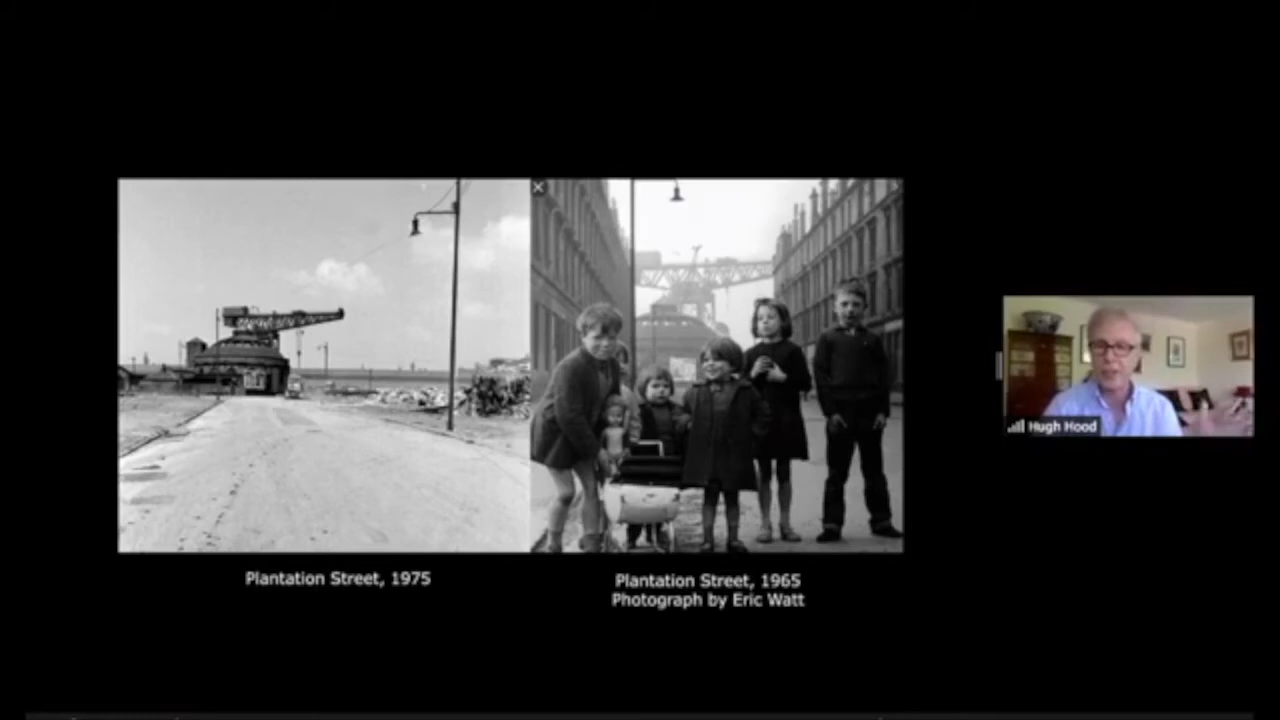 Plantation Street, 1975
Plantation Street, 1965
Photograph by Eric Watt
Hugh Hood